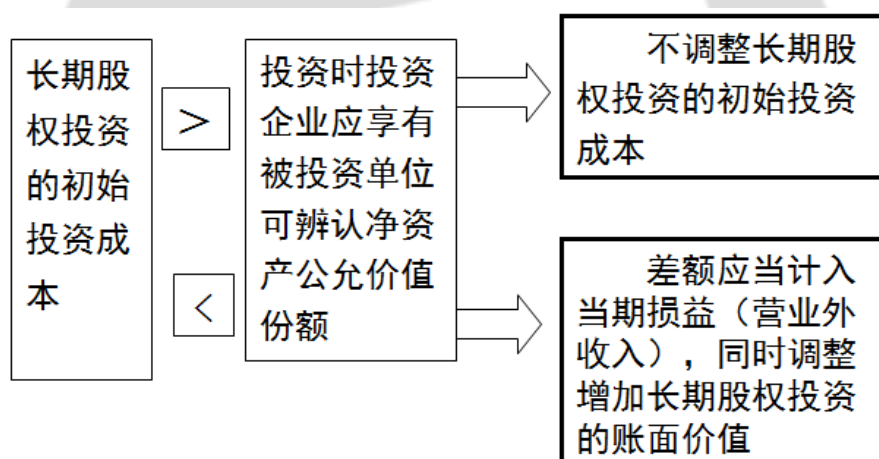 长期股
权投资
的初始
投资成
本
>
<
投资时投资
企业应享有
被投资单位
可辨认净资
产公允价值
份额
不调整长期股
权投资的初始投资
成本
差额应当计入
当期损益（营业外
收入），同时调整
增加长期股权投资
的账面价值